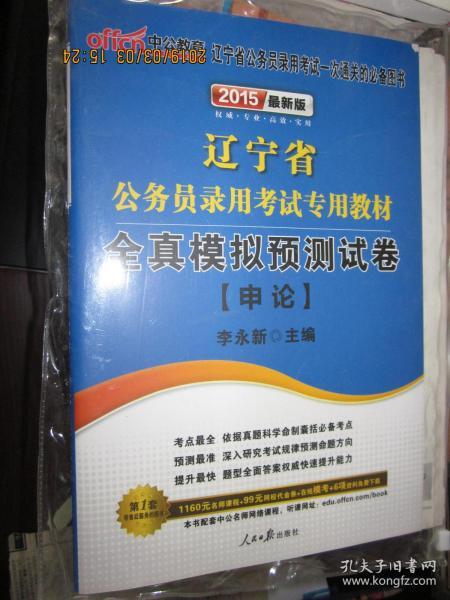 offcn 中公教育 辽宁省公务员录用考试一次通关的必备图书
2019/03/03 15:24
2015 最新版
权威·专业·高效·实用
辽宁省
公务员录用考试专用教材
全真模拟预测试卷
【申论】
李永新◎主编
考点最全 依据真题科学命制囊括必备考点
预测最准 深入研究考试规律预测命题方向
提升最快 题型全面答案权威快速提升能力
第1套
1160元名师课程+99元网校代金券+在线模考+6项资料免费下载
本书配套中公名师网络课程,听课网址:edu.offcn.com/book
人民日报出版社
孔夫子旧书网
kongfz.com